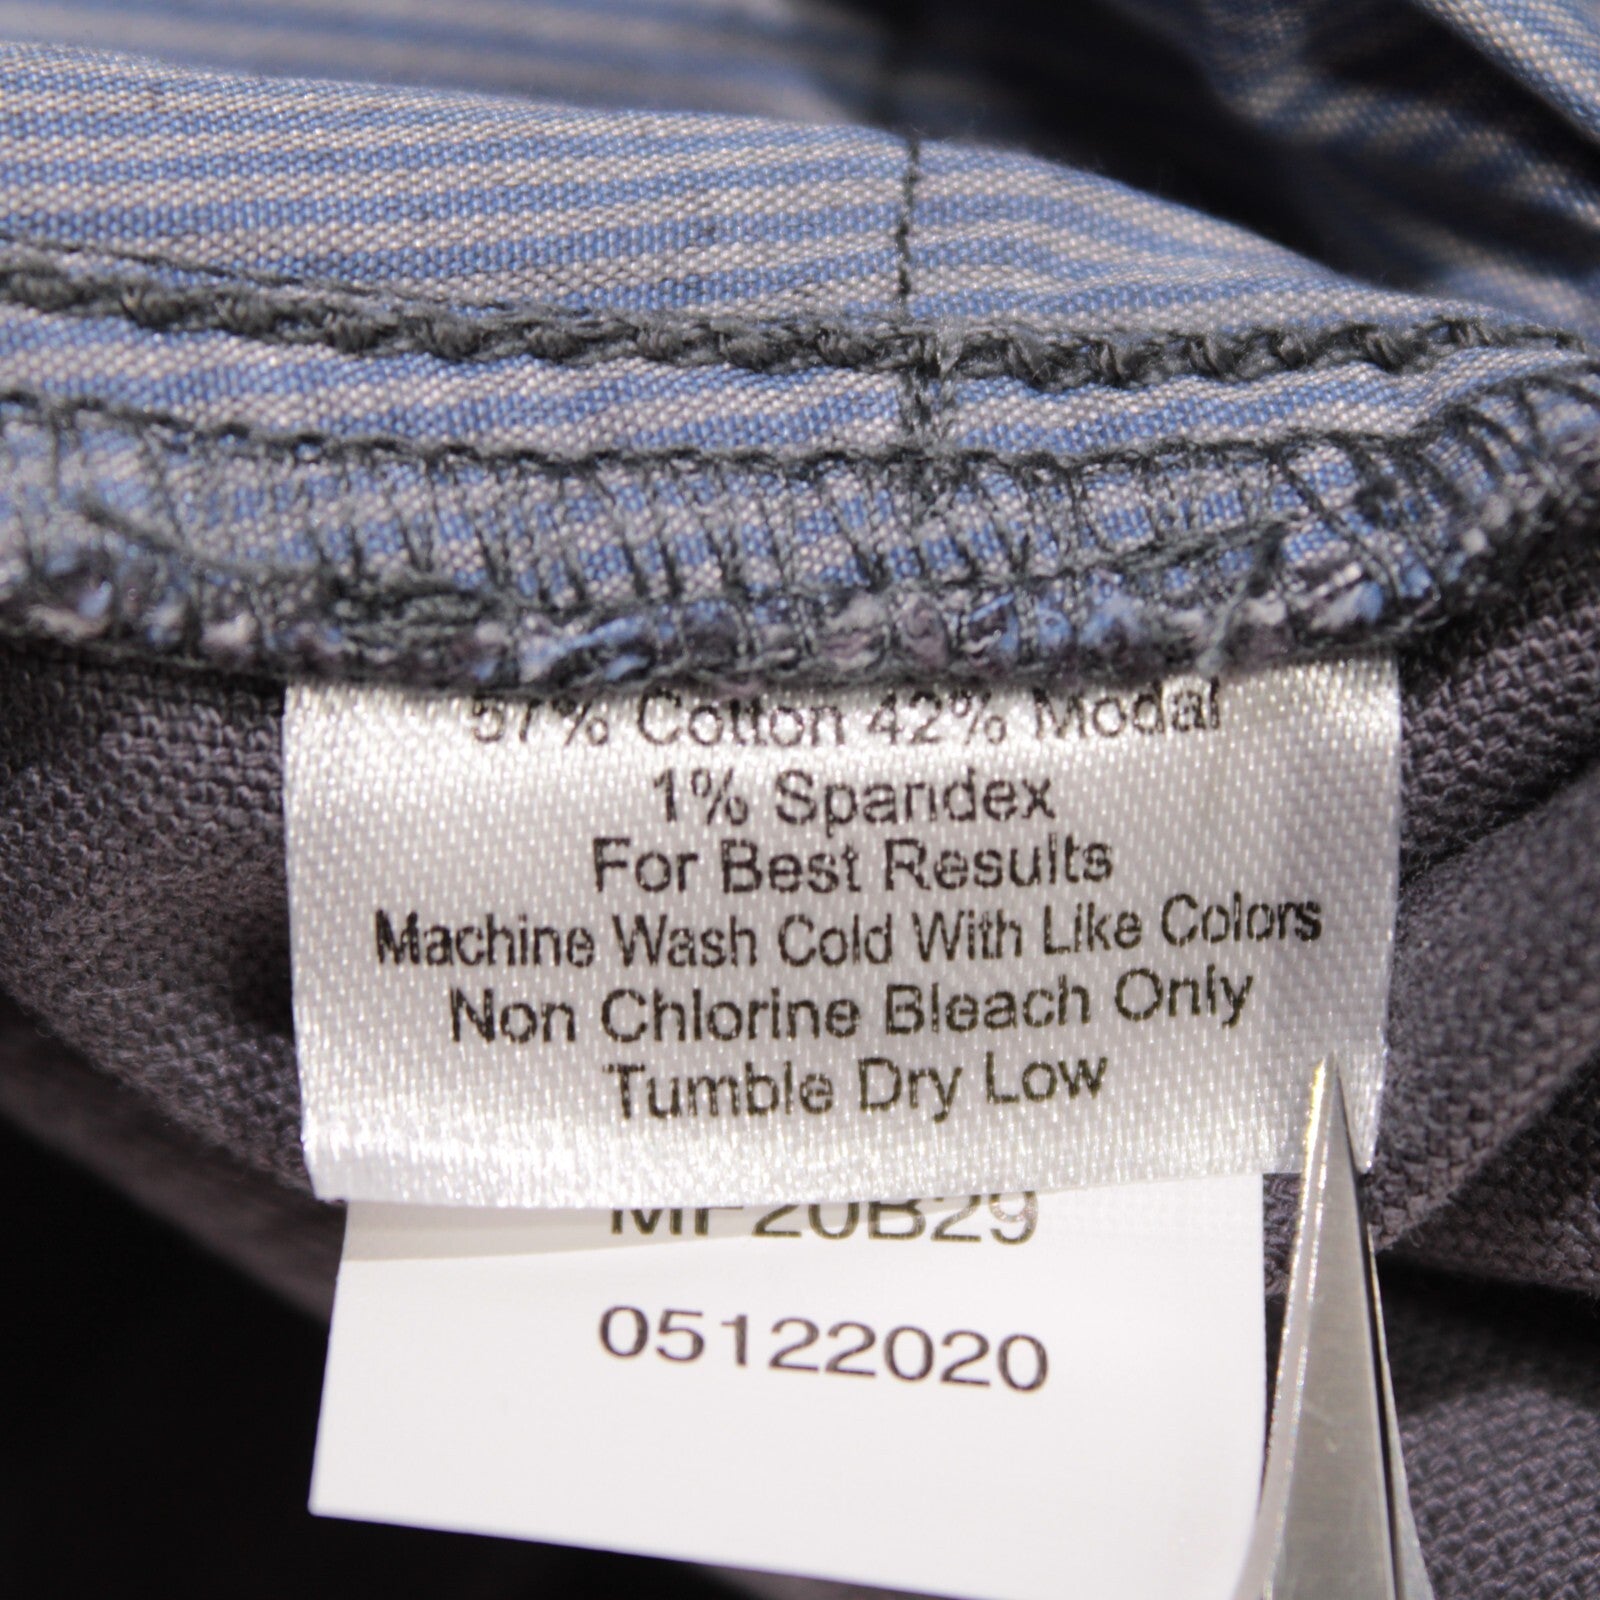 57% Cotton 42% Modal
1% Spandex
For Best Results
Machine Wash Cold With Like Colors
Non Chlorine Bleach Only
Tumble Dry Low
MF20B29
05122020